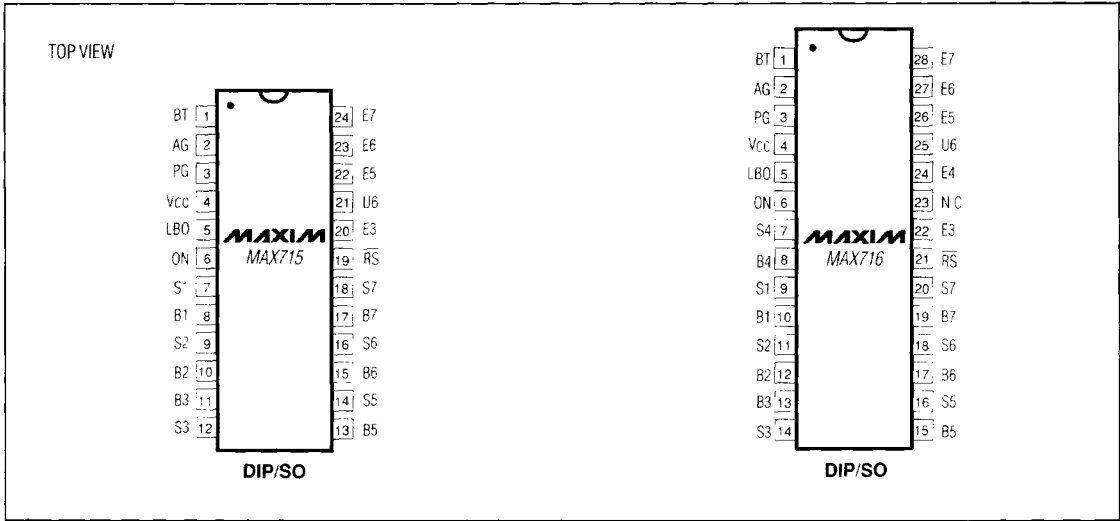 TOP VIEW
BT 1
AG 2
PG 3
VCC 4
LBO 5
ON 6
S1 7
B1 8
S2 9
B2 10
B3 11
S3 12
24 E7
23 E6
22 E5
21 U6
20 E3
19 R̅S̅
18 S7
17 B7
16 S6
15 B6
14 S5
13 B5
MAXIM
MAX715
DIP/SO
BT 1
AG 2
PG 3
VCC 4
LBO 5
ON 6
S4 7
B4 8
S1 9
B1 10
S2 11
B2 12
B3 13
S3 14
28 E7
27 E6
26 E5
25 U6
24 E4
23 N C
22 E3
21 R̅S̅
20 S7
19 B7
18 S6
17 B6
16 S5
15 B5
MAXIM
MAX716
DIP/SO